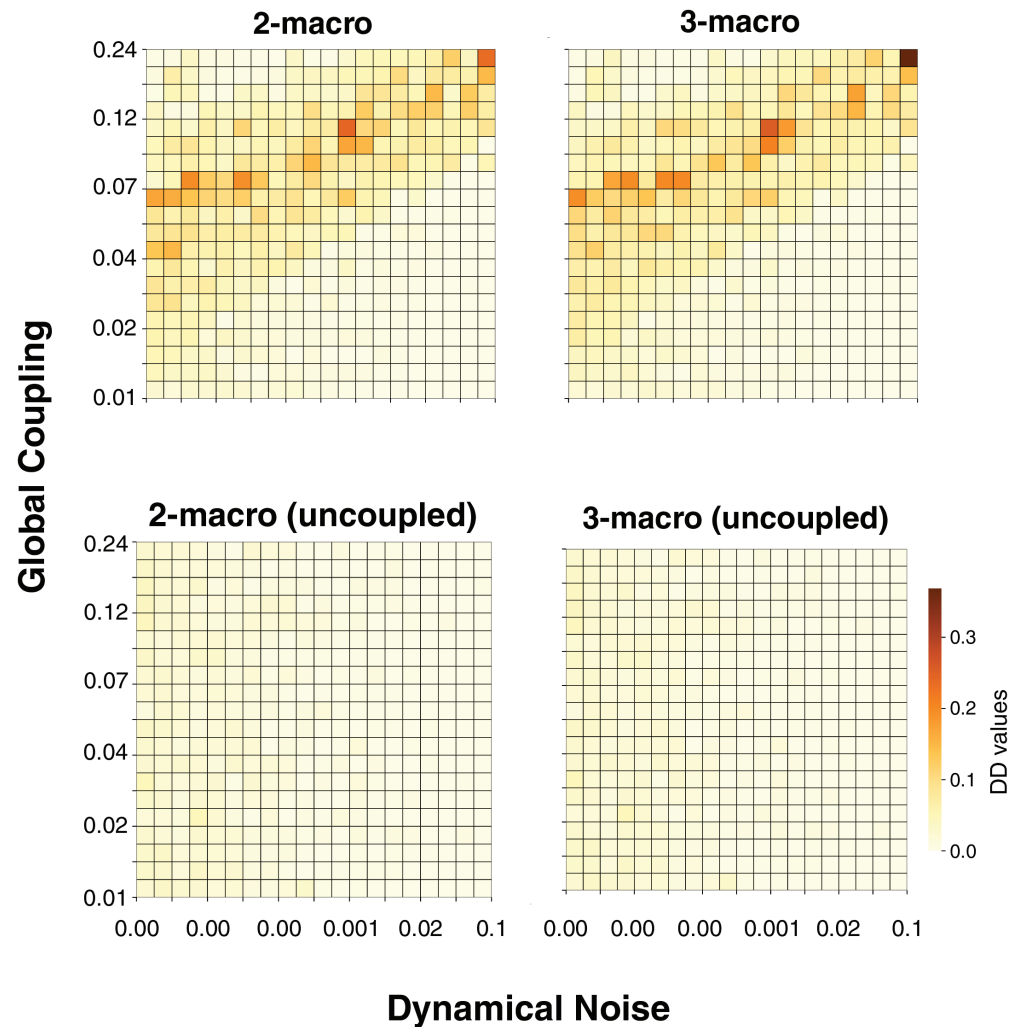 2-macro
3-macro
0.24
0.12
0.07
0.04
0.02
0.01
Global Coupling
2-macro (uncoupled)
3-macro (uncoupled)
0.24
0.12
0.07
0.04
0.02
0.01
0.3
0.2
0.1
0.0
DD values
0.00 0.00 0.00 0.001 0.02 0.1
0.00 0.00 0.00 0.001 0.02 0.1
Dynamical Noise